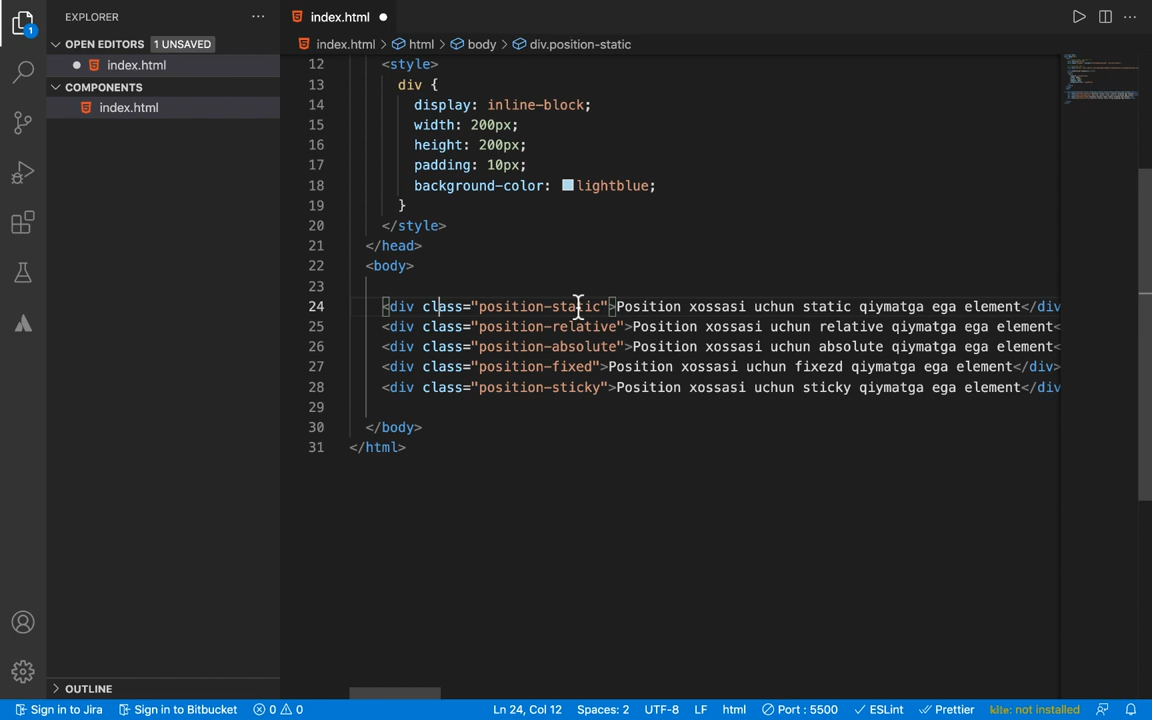 EXPLORER
OPEN EDITORS 1 UNSAVED
index.html
COMPONENTS
index.html
OUTLINE
1
index.html
index.html > html > body > div.position-static
12 <style>
13 div {
14 display: inline-block;
15 width: 200px;
16 height: 200px;
17 padding: 10px;
18 background-color: lightblue;
19 }
20 </style>
21 </head>
22 <body>
23
24 <div class="position-static">Position xossasi uchun static qiymatga ega element</div
25 <div class="position-relative">Position xossasi uchun relative qiymatga ega element<
26 <div class="position-absolute">Position xossasi uchun absolute qiymatga ega element<
27 <div class="position-fixed">Position xossasi uchun fixezd qiymatga ega element</div>
28 <div class="position-sticky">Position xossasi uchun sticky qiymatga ega element</div
29
30 </body>
31 </html>
Sign in to Jira Sign in to Bitbucket 0 0 Ln 24, Col 12 Spaces: 2 UTF-8 LF html Port : 5500 ESLint Prettier kite: not installed